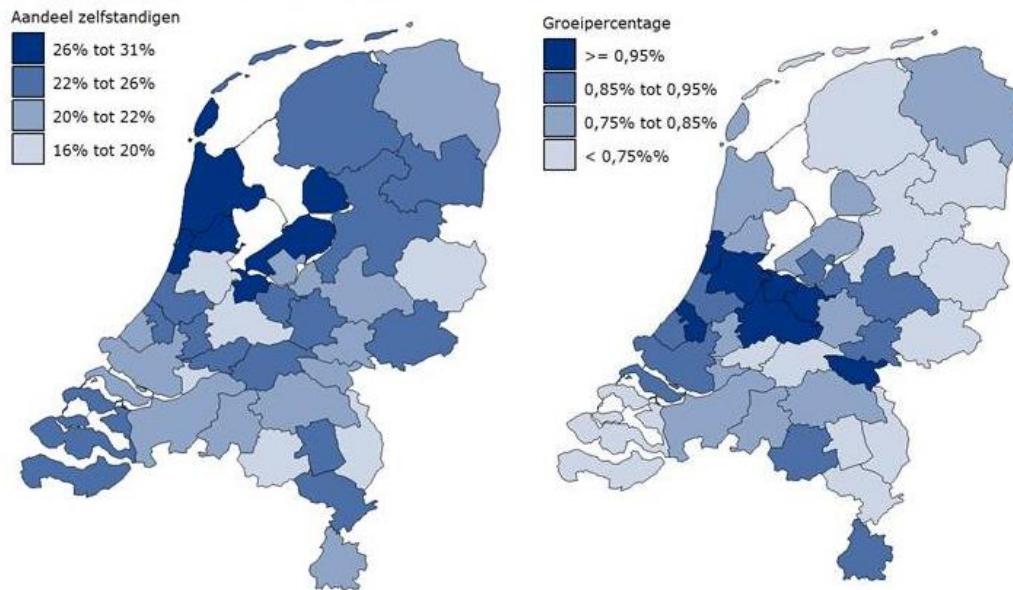 Aandeel zelfstandigen
26% tot 31%
22% tot 26%
20% tot 22%
16% tot 20%
Groeipercentage
>= 0,95%
0,85% tot 0,95%
0,75% tot 0,85%
< 0,75%%